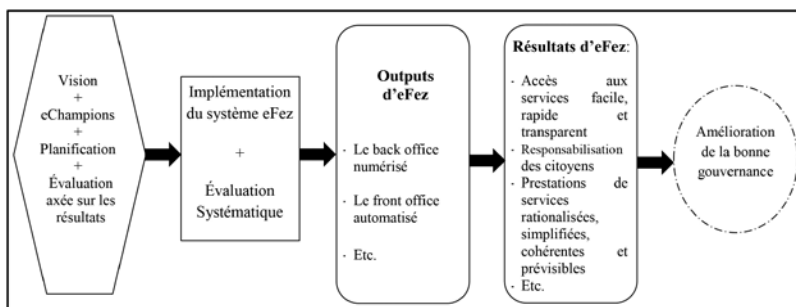 Vision
+
eChampions
+
Planification
+
Évaluation
axée sur les
résultats
Implémentation
du système eFez
+
Évaluation
Systématique
Outputs
d’eFez
· Le back office
numérisé
· Le front office
automatisé
· Etc.
Résultats d’eFez:
· Accès aux
services facile,
rapide et
transparent
· Responsabilisation
des citoyens
· Prestations de
services
rationalisées,
simplifiées,
cohérentes et
prévisibles
· Etc.
Amélioration
de la bonne
gouvernance